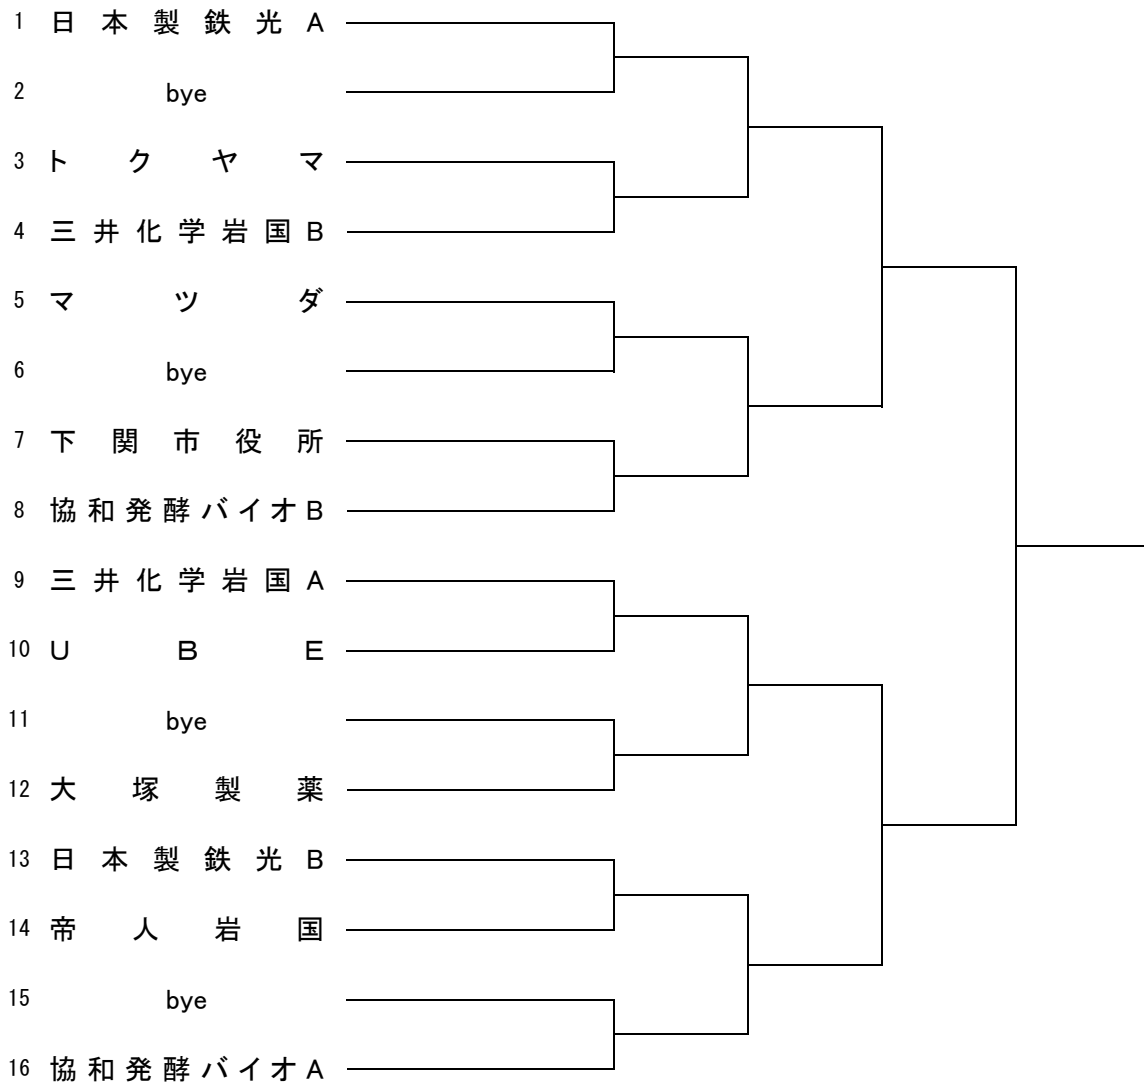 1 日本製鉄光A
2 bye
3 トクヤマ
4 三井化学岩国B
5 マツダ
6 bye
7 下関市役所
8 協和発酵バイオB
9 三井化学岩国A
10 UBE
11 bye
12 大塚製薬
13 日本製鉄光B
14 帝人岩国
15 bye
16 協和発酵バイオA